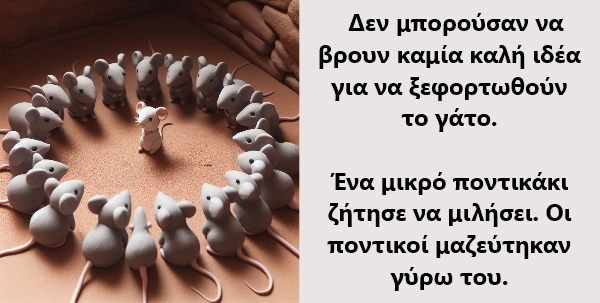 Δεν μπορούσαν να
βρουν καμία καλή ιδέα
για να ξεφορτωθούν
το γάτο.
Ένα μικρό ποντικάκι
ζήτησε να μιλήσει. Οι
ποντικοί μαζεύτηκαν
γύρω του.